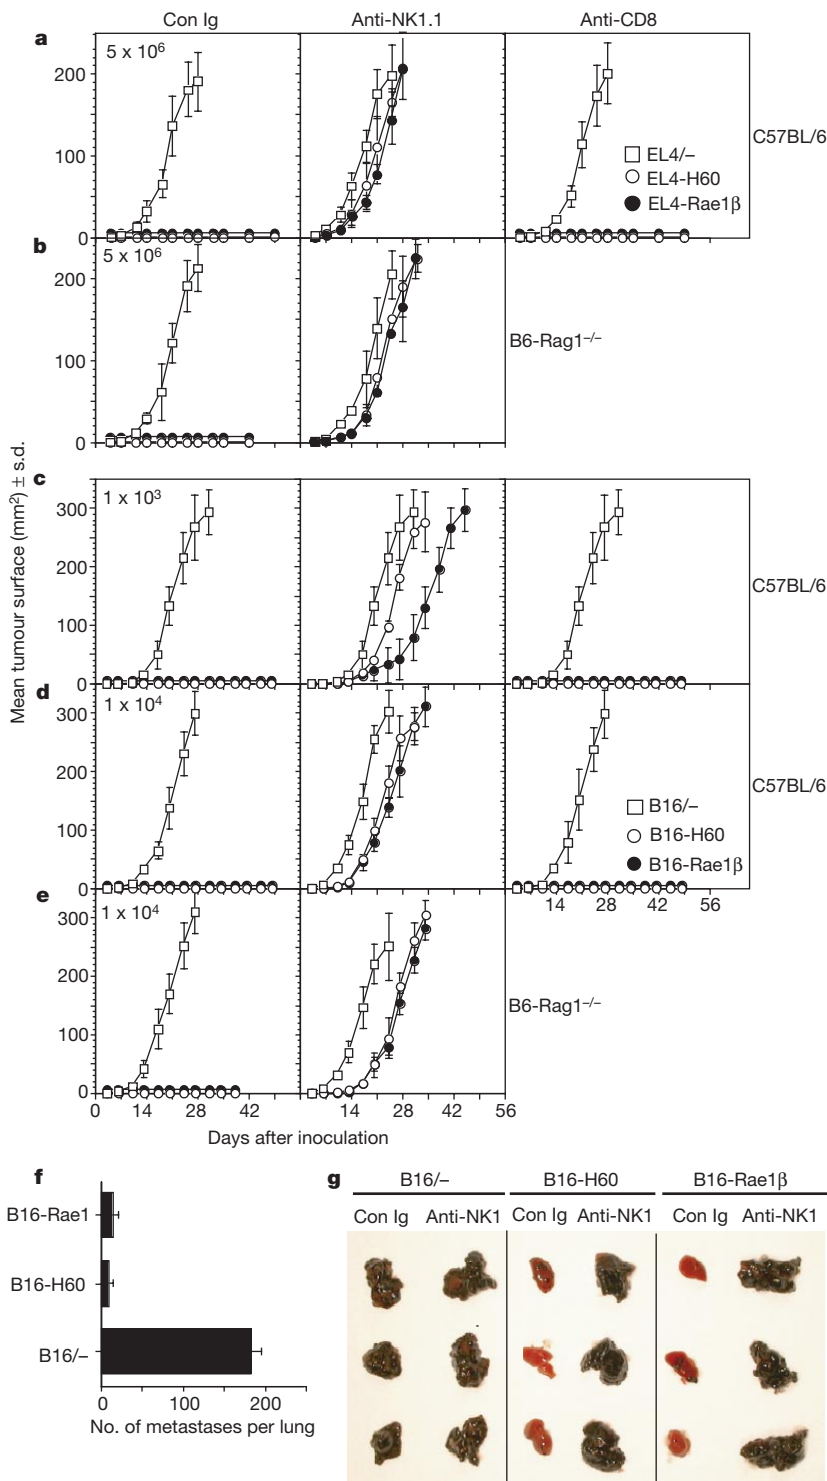 Con Ig Anti-NK1.1 Anti-CD8
a
5 x 10⁶
200
100
0
EL4/–
EL4-H60
EL4-Rae1β
C57BL/6
b
5 x 10⁶
200
100
0
B6-Rag1⁻/⁻
Mean tumour surface (mm²) ± s.d.
c
1 x 10³
300
200
100
0
C57BL/6
d
1 x 10⁴
300
200
100
0
B16/–
B16-H60
B16-Rae1β
C57BL/6
14 28 42 56
e
1 x 10⁴
300
200
100
0
B6-Rag1⁻/⁻
0 14 28 42 14 28 42 56
Days after inoculation
f
B16-Rae1
B16-H60
B16/–
0 100 200
No. of metastases per lung
g
B16/– B16-H60 B16-Rae1β
Con Ig Anti-NK1 Con Ig Anti-NK1 Con Ig Anti-NK1